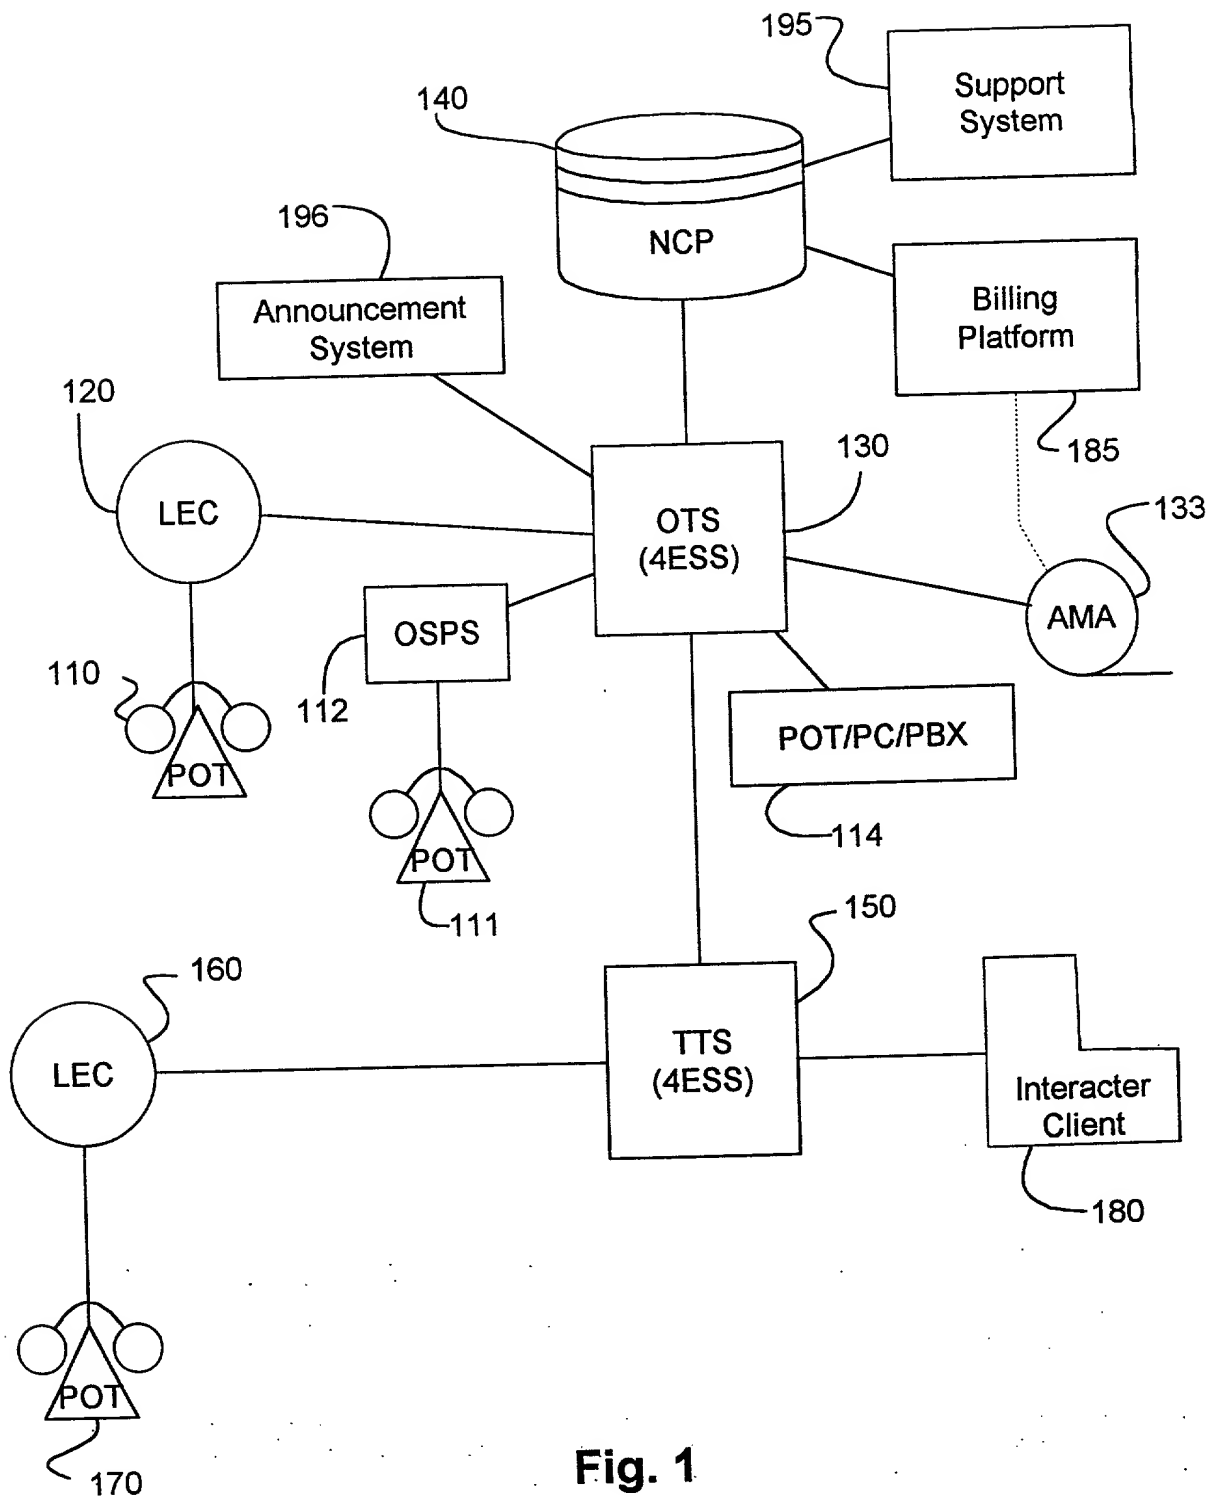 195
Support
System
140
NCP
196
Announcement
System
Billing
Platform
185
120
LEC
130
OTS
(4ESS)
133
AMA
OSPS
112
110
POT
POT/PC/PBX
114
POT
111
150
160
LEC
TTS
(4ESS)
Interacter
Client
180
POT
170
Fig. 1